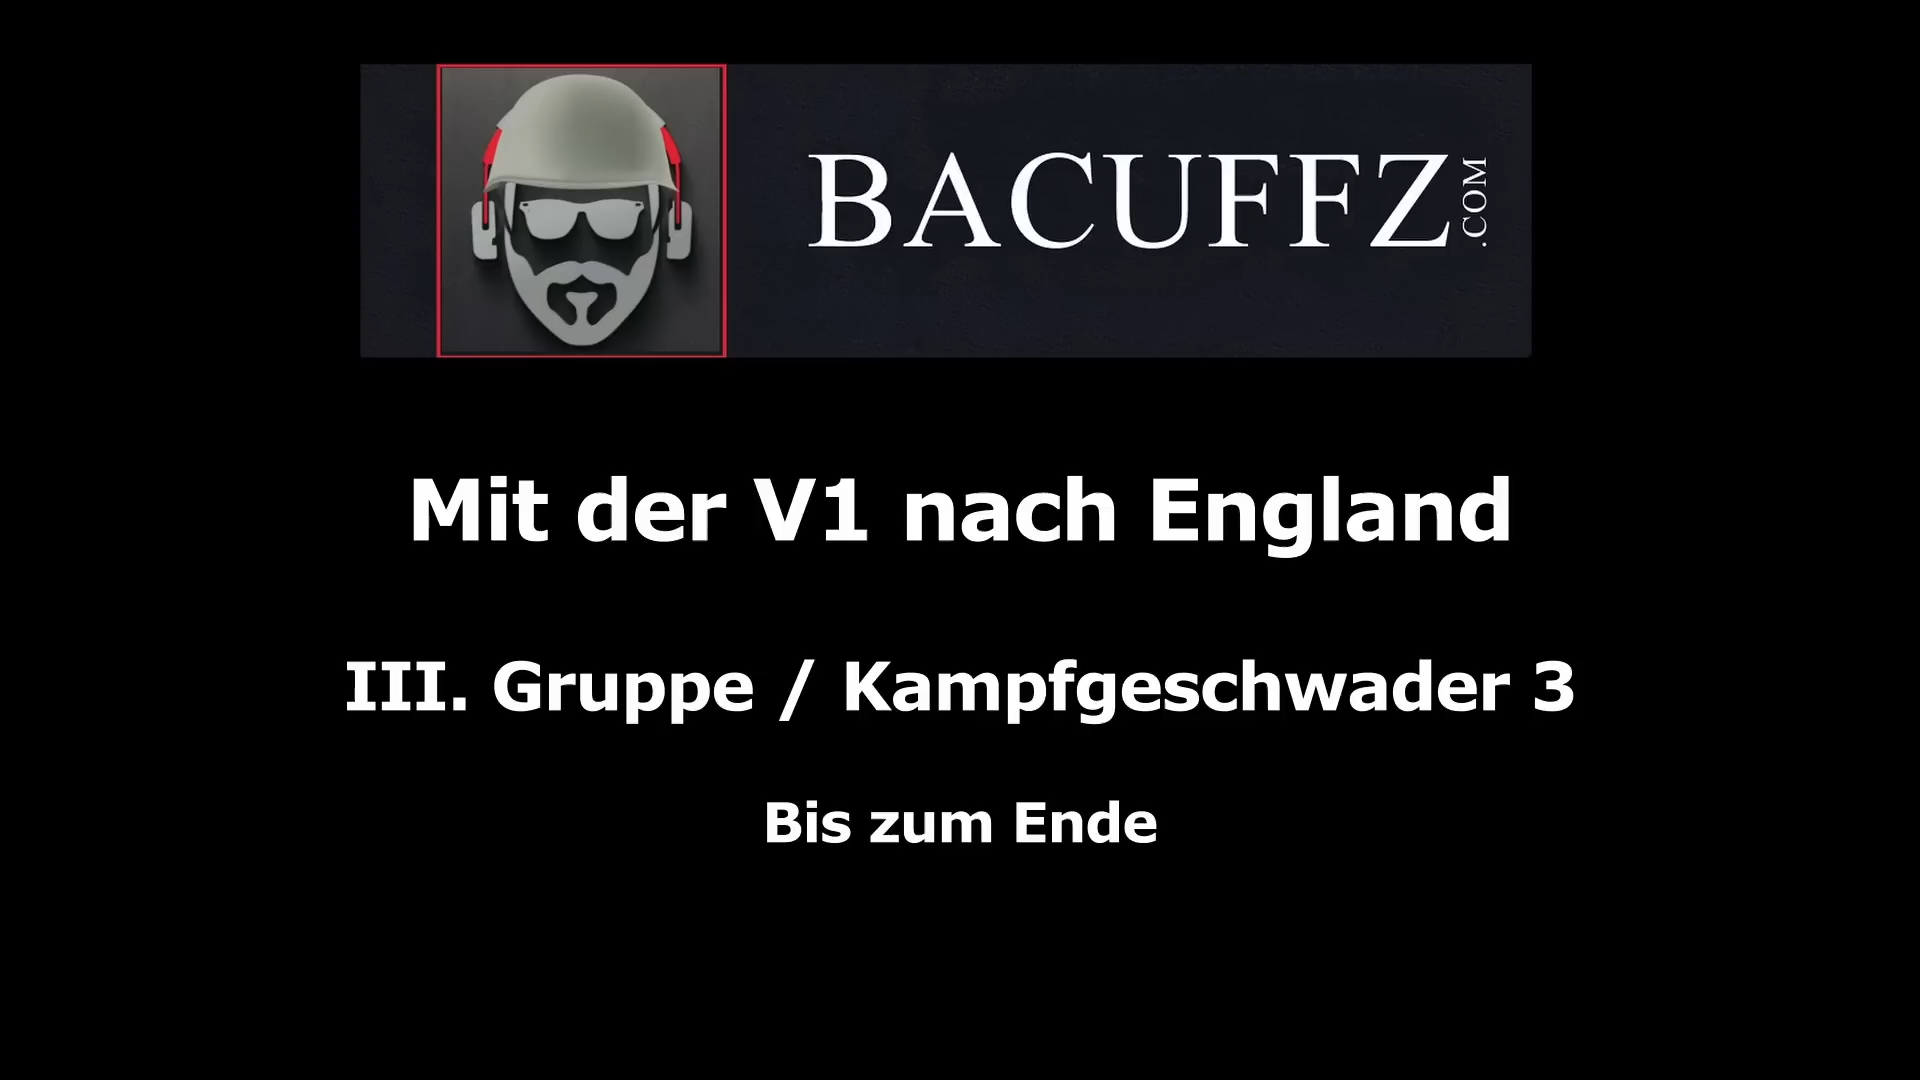 BACUFFZ.COM
Mit der V1 nach England
III. Gruppe / Kampfgeschwader 3
Bis zum Ende